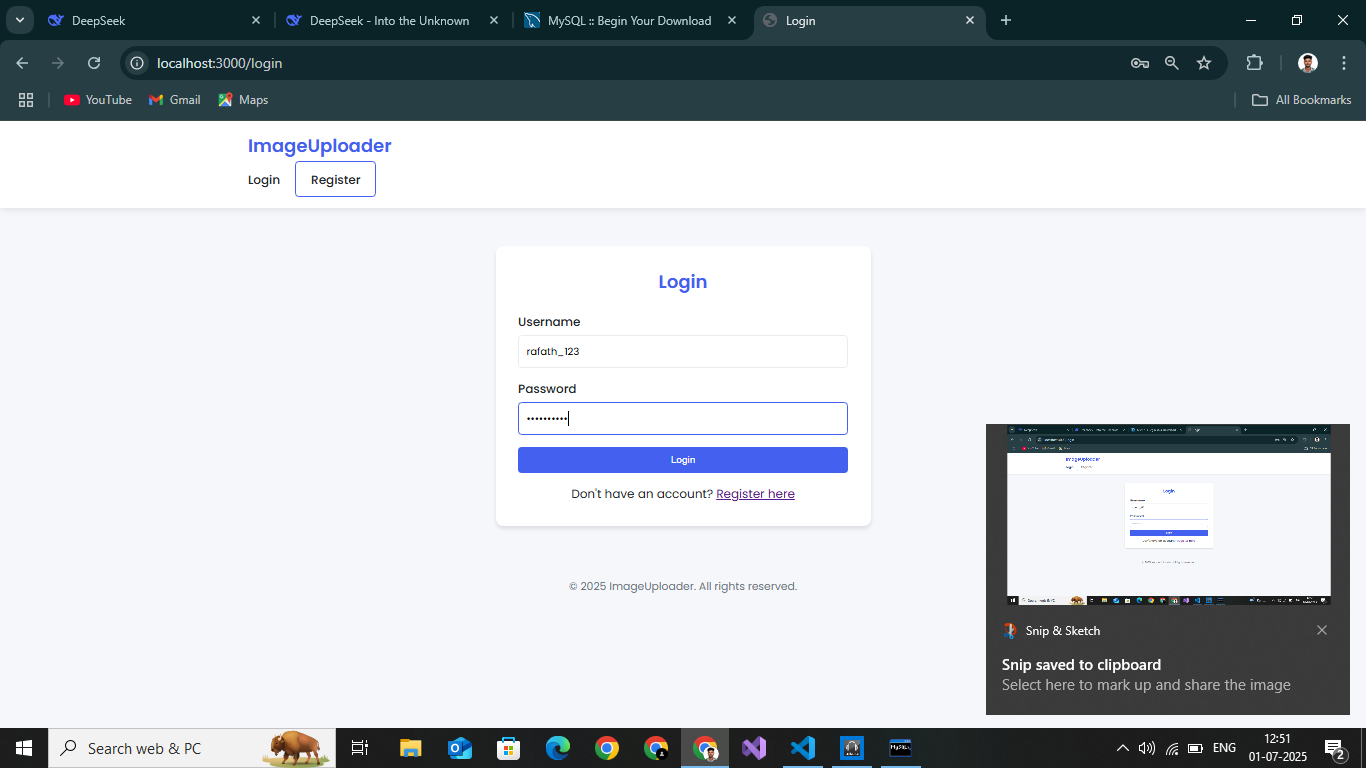 DeepSeek
DeepSeek - Into the Unknown
MySQL :: Begin Your Download
Login
localhost:3000/login
YouTube
Gmail
Maps
All Bookmarks
ImageUploader
Login
Register
Login
Username
rafath_123
Password
Login
Don't have an account? Register here
© 2025 ImageUploader. All rights reserved.
Snip & Sketch
Snip saved to clipboard
Select here to mark up and share the image
Search web & PC
ENG
12:51
01-07-2025
2